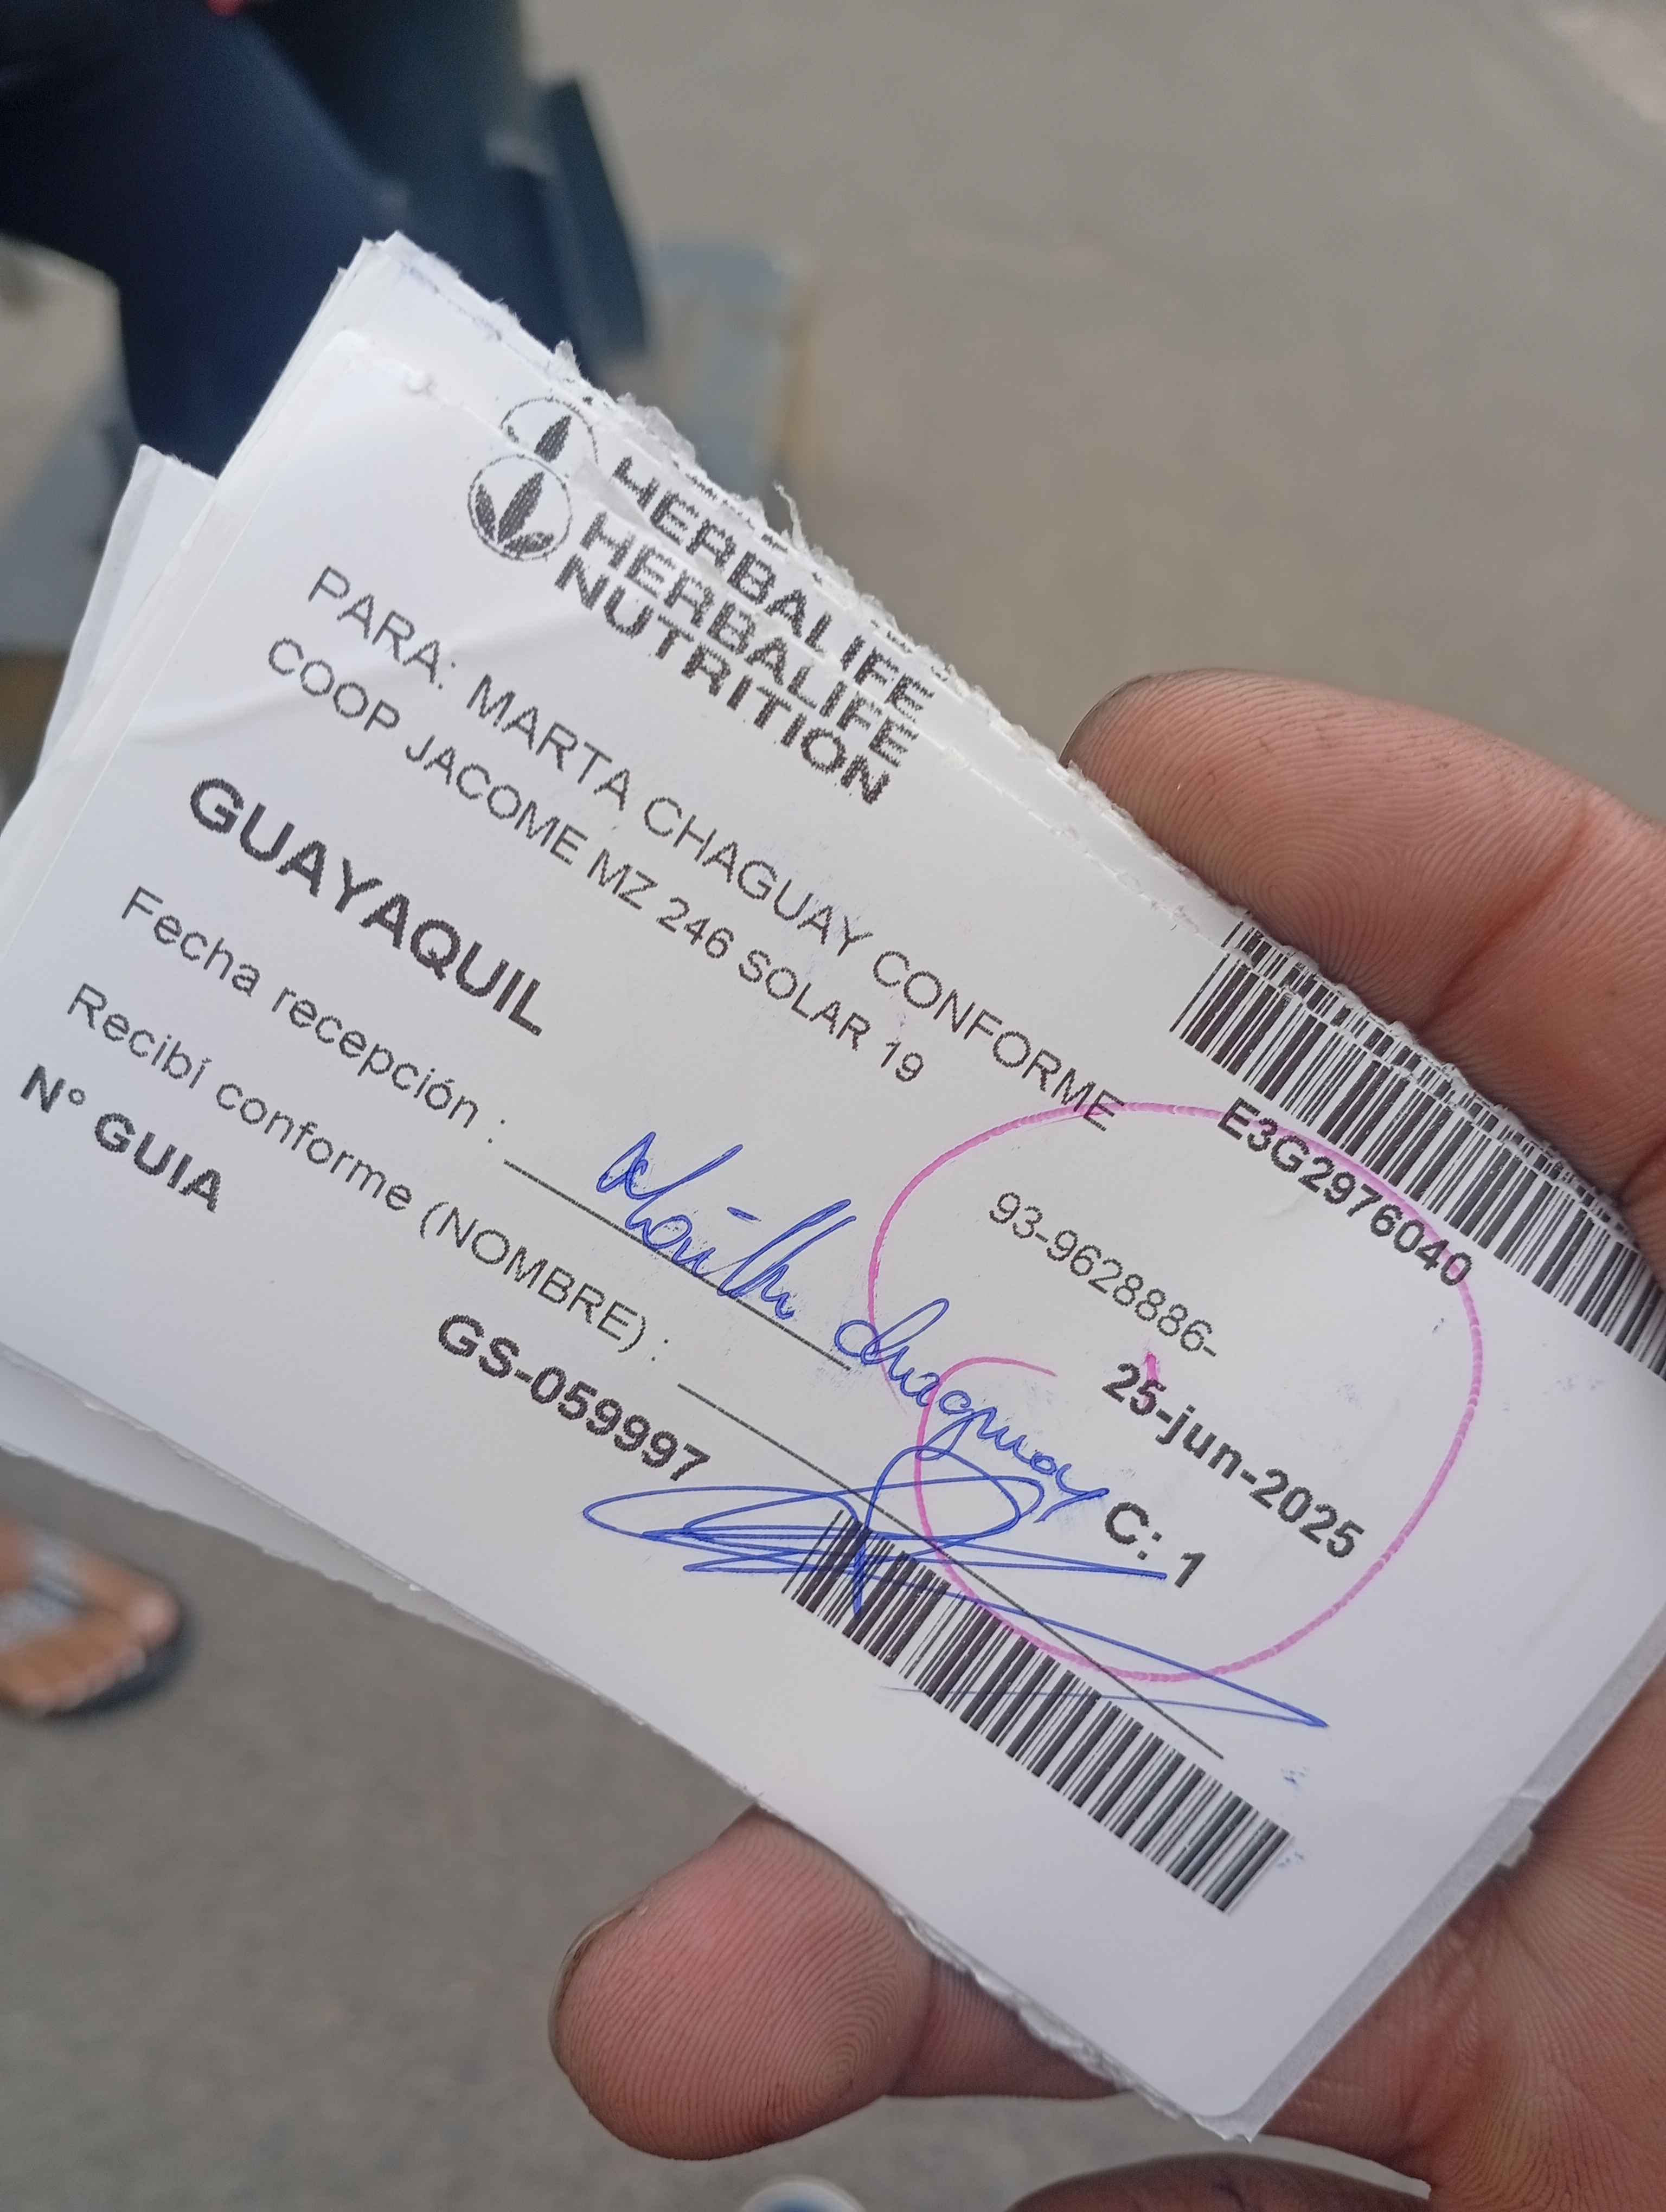 HERBALIFE
HERBALIFE
NUTRITION
E3G2976040
PARA: MARTA CHAGUAY CONFORME
COOP JACOME MZ 246 SOLAR 19
93-9628886-
GUAYAQUIL
25-jun-2025
Fecha recepción :
Recibí conforme (NOMBRE) :
chaguay
C: 1
N° GUIA
GS-059997